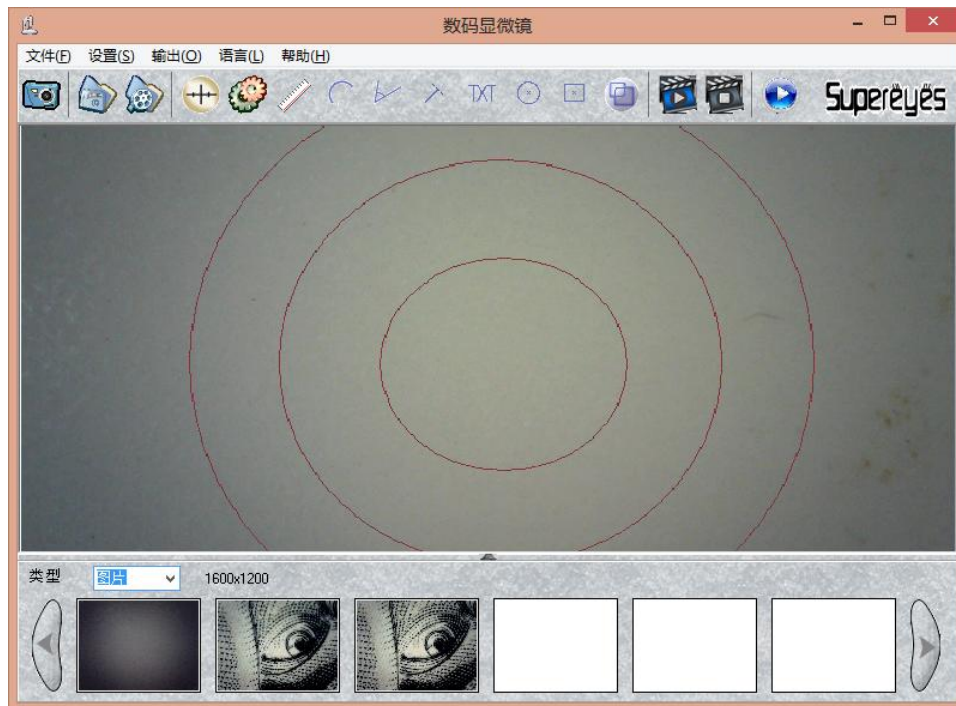 数码显微镜
文件(F) 设置(S) 输出(O) 语言(L) 帮助(H)
TXT Supereyes
类型 图片 1600x1200